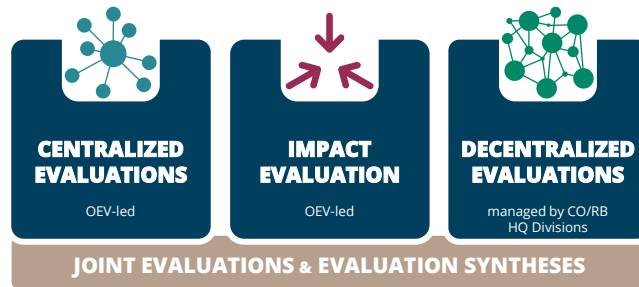 CENTRALIZED
EVALUATIONS
OEV-led
IMPACT
EVALUATION
OEV-led
DECENTRALIZED
EVALUATIONS
managed by CO/RB
HQ Divisions
JOINT EVALUATIONS & EVALUATION SYNTHESES